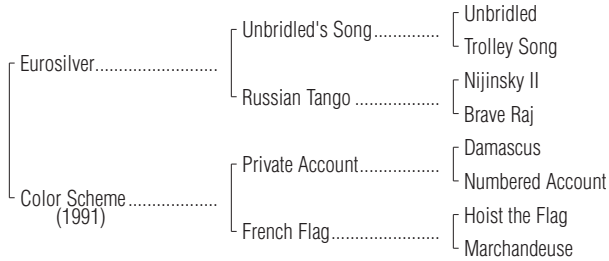 Unbridled
Unbridled's Song..............
Trolley Song
Eurosilver.........................
Nijinsky II
Russian Tango ..................
Brave Raj
Damascus
Private Account.................
Numbered Account
Color Scheme...................
(1991)
Hoist the Flag
French Flag.......................
Marchandeuse